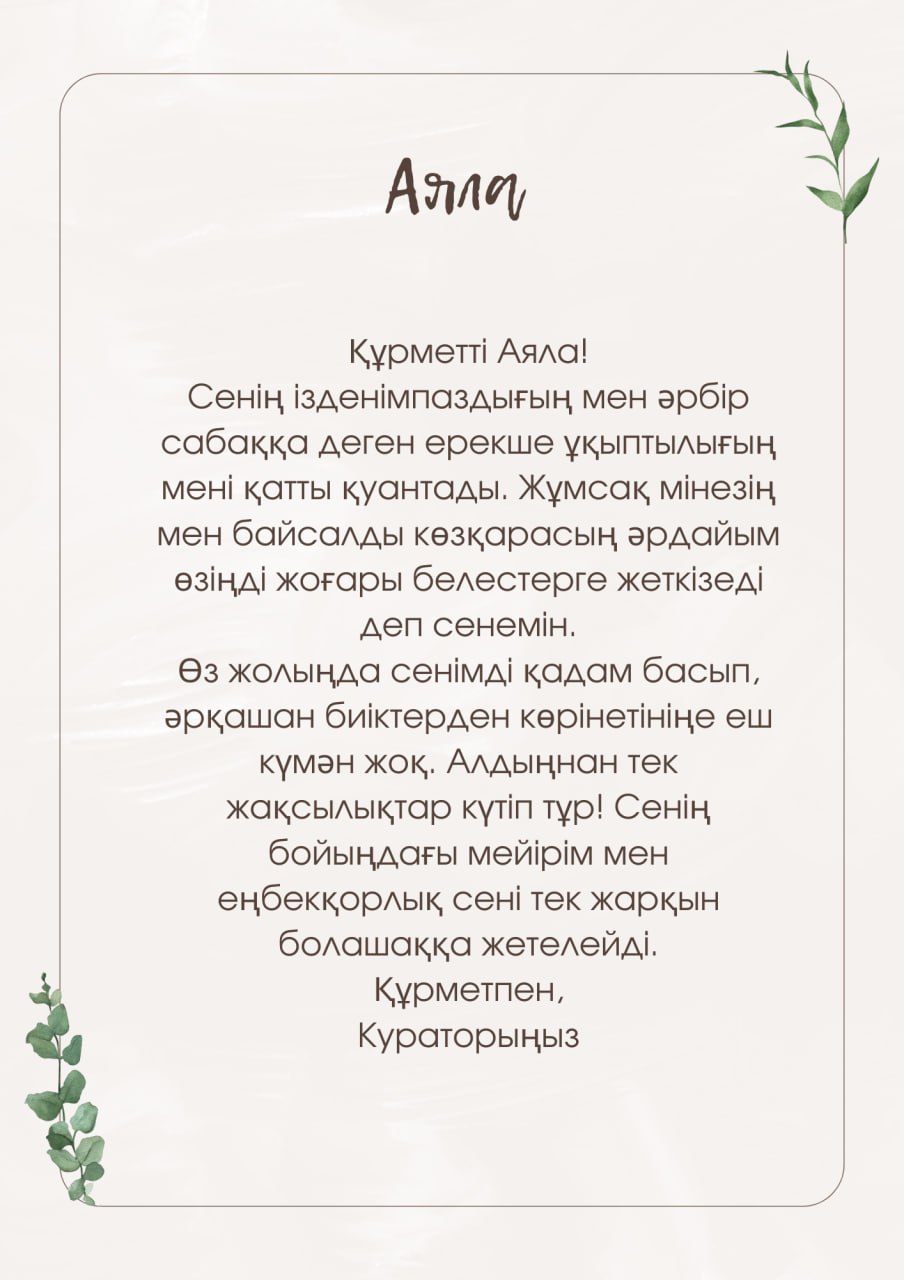 Аяла
Құрметті Аяла!
Сенің ізденімпаздығың мен әрбір
сабаққа деген ерекше ұқыптылығың
мені қатты қуантады. Жұмсақ мінезің
мен байсалды көзқарасың әрдайым
өзіңді жоғары белестерге жеткізеді
деп сенемін.
Өз жолыңда сенімді қадам басып,
әрқашан биіктерден көрінетініңе еш
күмән жоқ. Алдыңнан тек
жақсылықтар күтіп тұр! Сенің
бойыңдағы мейірім мен
еңбекқорлық сені тек жарқын
болашаққа жетелейді.
Құрметпен,
Кураторыңыз